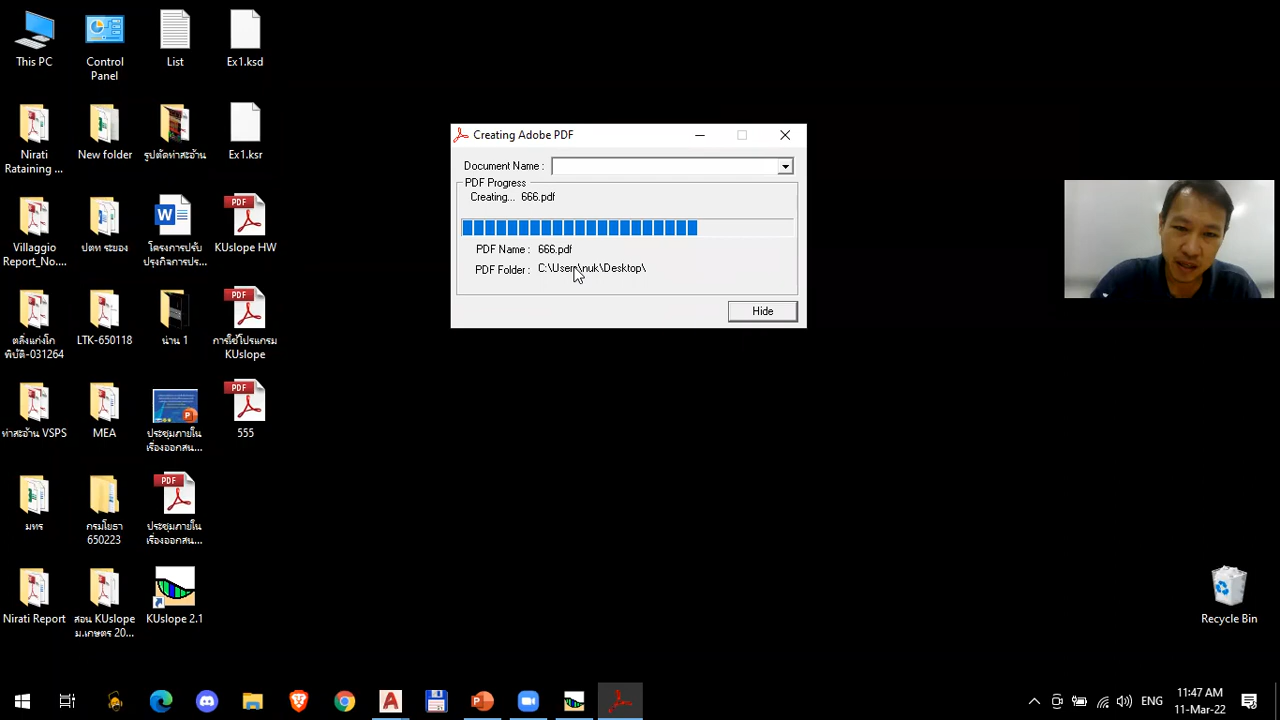 This PC
Control
Panel
List
Ex1.ksd
Nirati
Rataining ...
New folder
รูปตัดท่าสะอ้าน
Ex1.ksr
Villaggio
Report_No....
ปตท ระยอง
โครงการปรับ
ปรุงกิจการปร...
PDF
KUslope HW
ตลิ่งแก่งโก
พิบัติ-031264
LTK-650118
น่าน 1
PDF
การใช้โปรแกรม
KUslope
ท่าสะอ้าน VSPS
MEA
ประชุมภายใน
เรื่องออกสน...
PDF
555
มทร
กรมโยธา
650223
PDF
ประชุมภายใน
เรื่องออกสน...
Nirati Report
สอน KUslope
ม.เกษตร 20...
KUslope 2.1
Creating Adobe PDF
Document Name :
PDF Progress
Creating... 666.pdf
PDF Name : 666.pdf
PDF Folder : C:\Users\nuk\Desktop\
Hide
Recycle Bin
ENG
11:47 AM
11-Mar-22